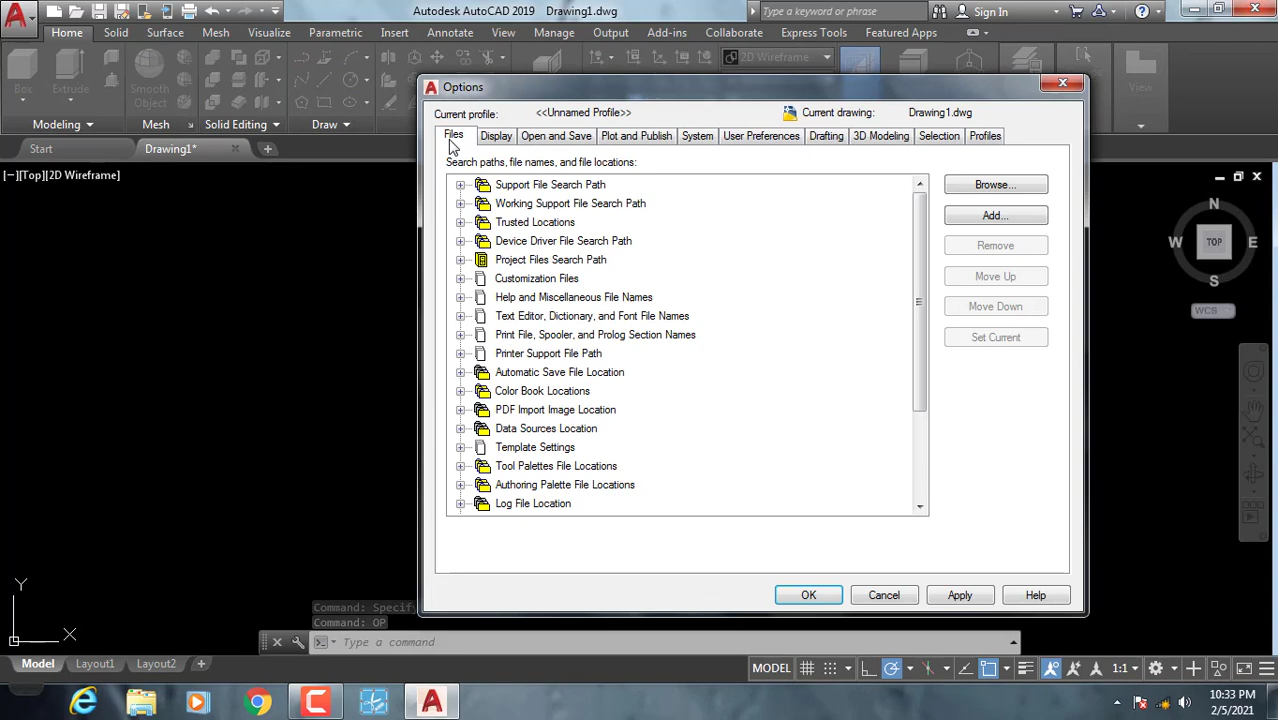 Autodesk AutoCAD 2019 Drawing1.dwg
Type a keyword or phrase
Sign In
Home Solid Surface Mesh Visualize Parametric Insert Annotate View Manage Output Add-ins Collaborate Express Tools Featured Apps
Box Extrude Smooth Object
2D Wireframe
View
Modeling Mesh Solid Editing Draw
Start Drawing1*
[−][Top][2D Wireframe]
Options
Current profile: <<Unnamed Profile>> Current drawing: Drawing1.dwg
Files Display Open and Save Plot and Publish System User Preferences Drafting 3D Modeling Selection Profiles
Search paths, file names, and file locations:
Support File Search Path
Working Support File Search Path
Trusted Locations
Device Driver File Search Path
Project Files Search Path
Customization Files
Help and Miscellaneous File Names
Text Editor, Dictionary, and Font File Names
Print File, Spooler, and Prolog Section Names
Printer Support File Path
Automatic Save File Location
Color Book Locations
PDF Import Image Location
Data Sources Location
Template Settings
Tool Palettes File Locations
Authoring Palette File Locations
Log File Location
Browse...
Add...
Remove
Move Up
Move Down
Set Current
OK Cancel Apply Help
N
W TOP E
S
WCS
Y
X
Command: Specify
Command: OP
Type a command
Model Layout1 Layout2 +
MODEL 1:1
10:33 PM
2/5/2021